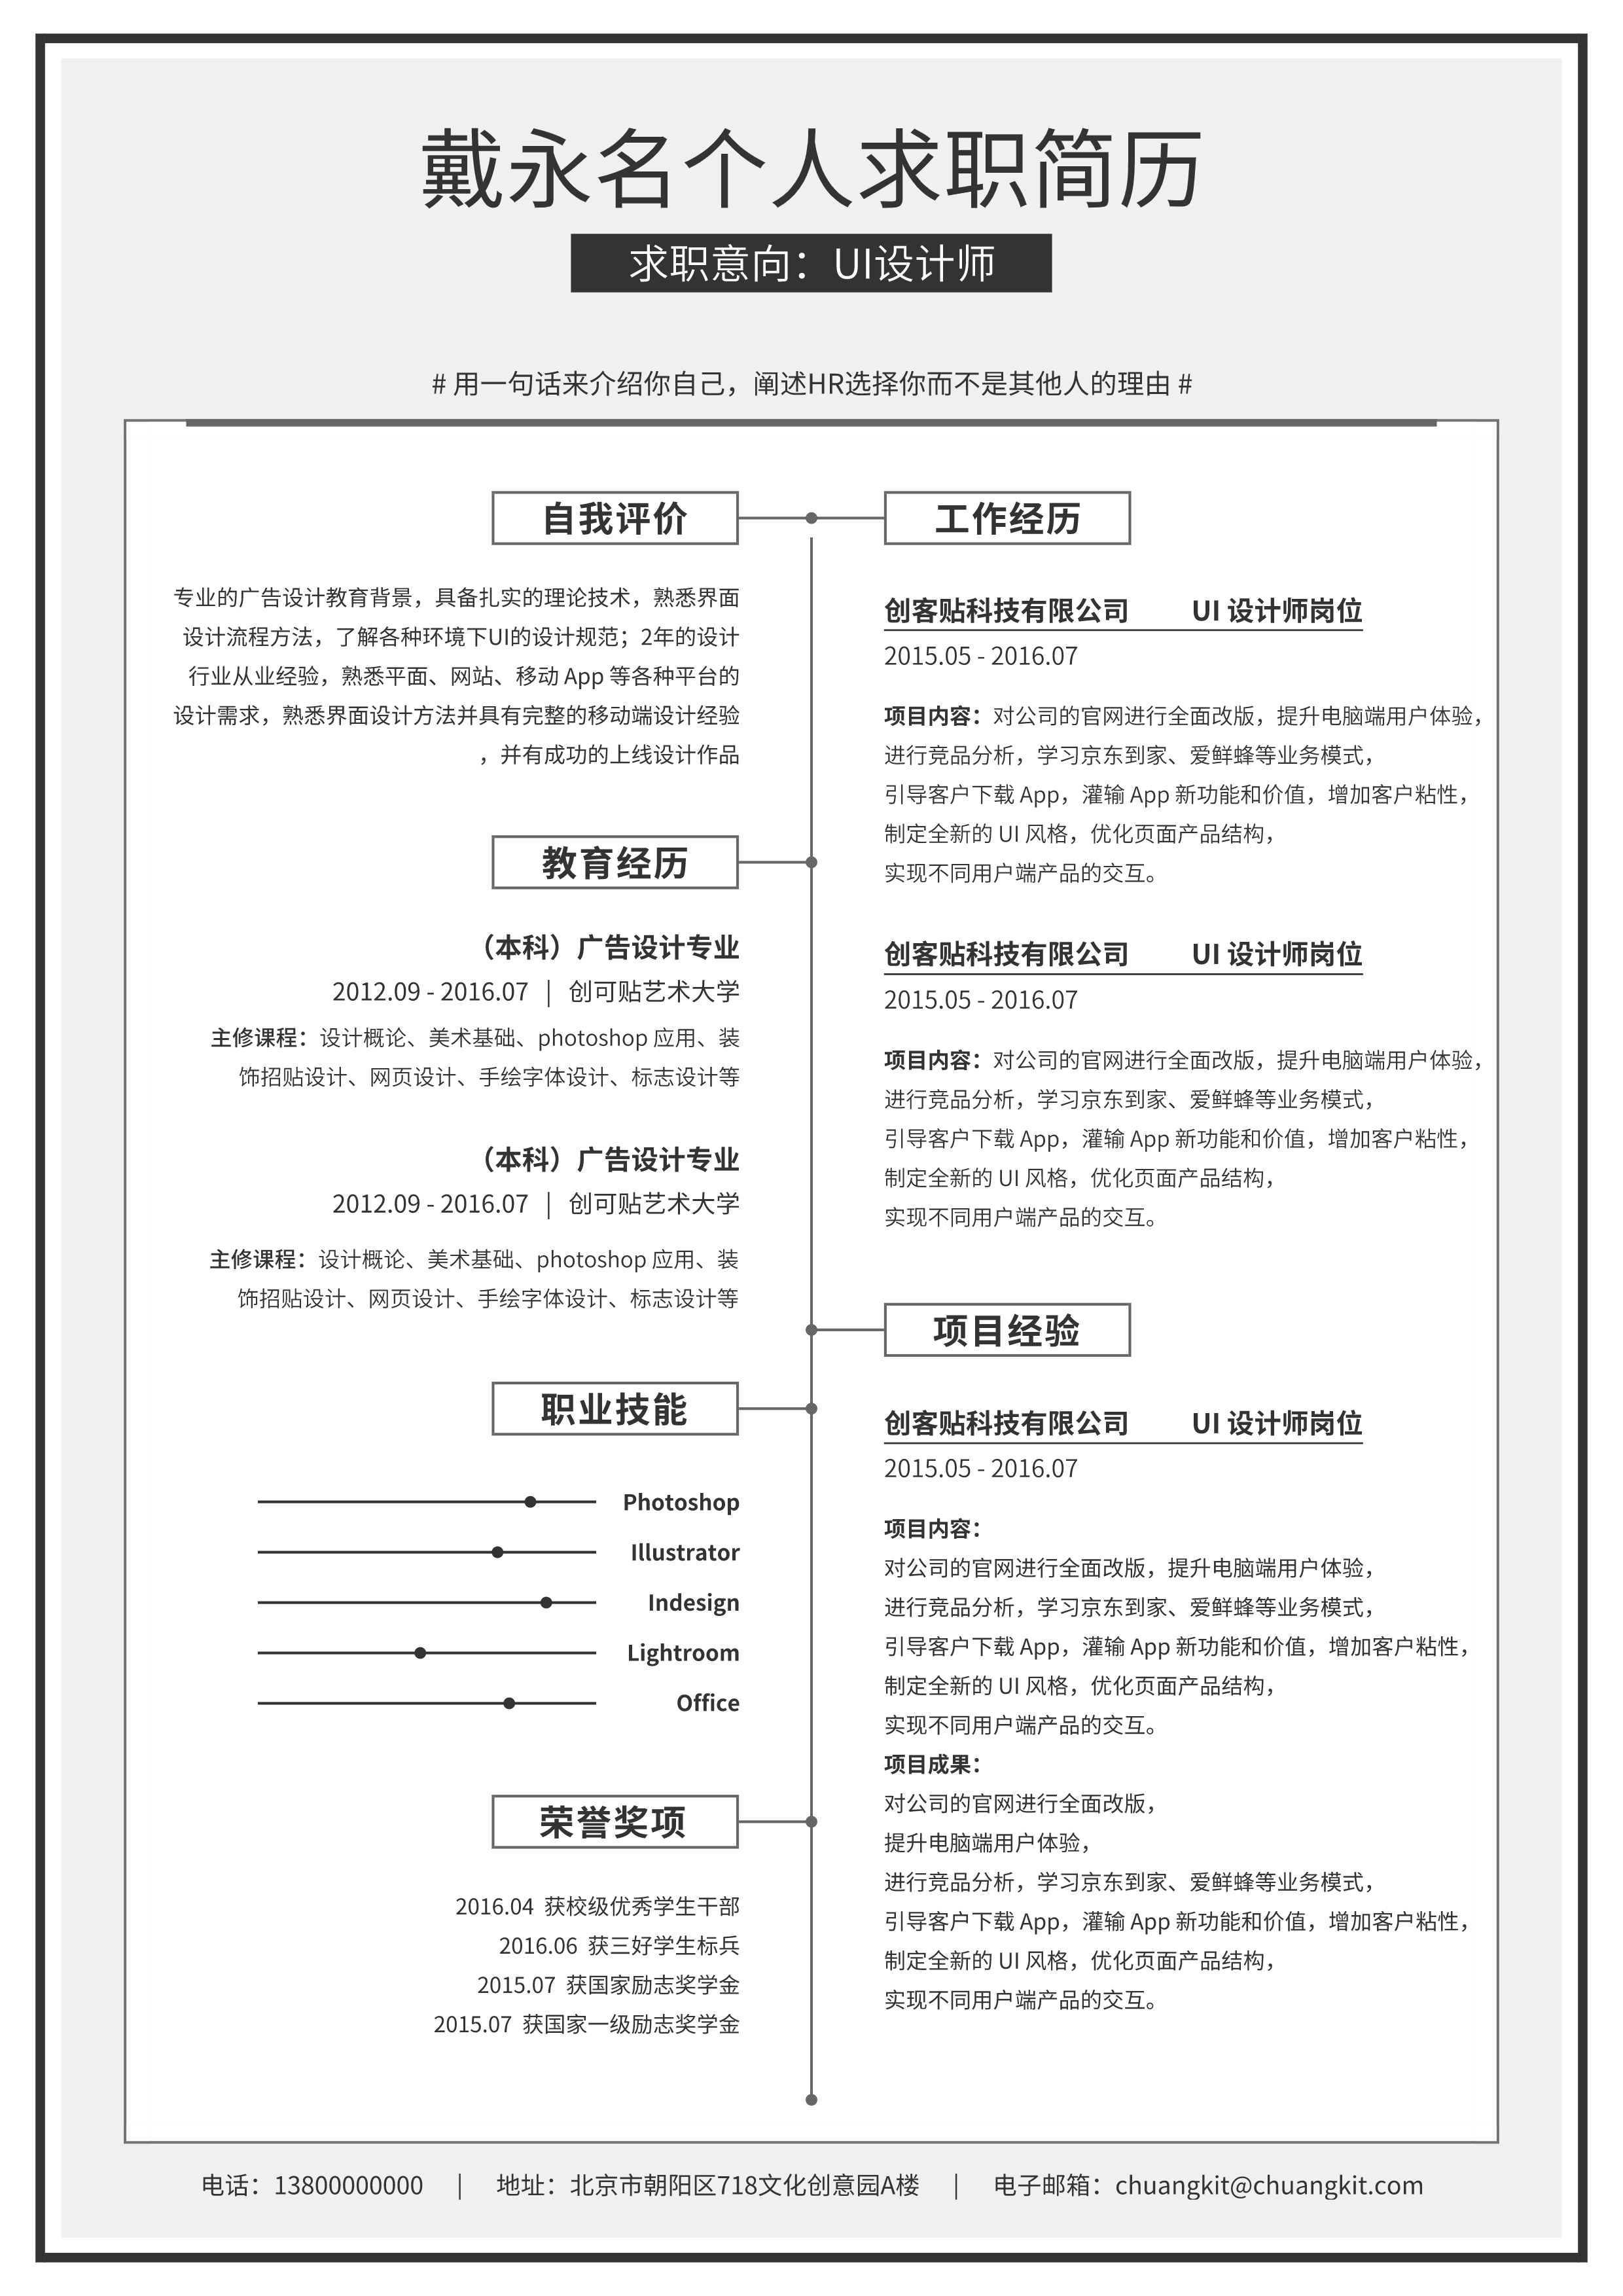 戴永名个人求职简历
求职意向：UI设计师
# 用一句话来介绍你自己，阐述HR选择你而不是其他人的理由 #
自我评价
专业的广告设计教育背景，具备扎实的理论技术，熟悉界面
设计流程方法，了解各种环境下UI的设计规范；2年的设计
行业从业经验，熟悉平面、网站、移动 App 等各种平台的
设计需求，熟悉界面设计方法并具有完整的移动端设计经验
，并有成功的上线设计作品
教育经历
（本科）广告设计专业
2012.09 - 2016.07 | 创可贴艺术大学
主修课程：设计概论、美术基础、photoshop 应用、装
饰招贴设计、网页设计、手绘字体设计、标志设计等
（本科）广告设计专业
2012.09 - 2016.07 | 创可贴艺术大学
主修课程：设计概论、美术基础、photoshop 应用、装
饰招贴设计、网页设计、手绘字体设计、标志设计等
职业技能
Photoshop
Illustrator
Indesign
Lightroom
Office
荣誉奖项
2016.04 获校级优秀学生干部
2016.06 获三好学生标兵
2015.07 获国家励志奖学金
2015.07 获国家一级励志奖学金
工作经历
创客贴科技有限公司 UI 设计师岗位
2015.05 - 2016.07
项目内容：对公司的官网进行全面改版，提升电脑端用户体验，
进行竞品分析，学习京东到家、爱鲜蜂等业务模式，
引导客户下载 App，灌输 App 新功能和价值，增加客户粘性，
制定全新的 UI 风格，优化页面产品结构，
实现不同用户端产品的交互。
创客贴科技有限公司 UI 设计师岗位
2015.05 - 2016.07
项目内容：对公司的官网进行全面改版，提升电脑端用户体验，
进行竞品分析，学习京东到家、爱鲜蜂等业务模式，
引导客户下载 App，灌输 App 新功能和价值，增加客户粘性，
制定全新的 UI 风格，优化页面产品结构，
实现不同用户端产品的交互。
项目经验
创客贴科技有限公司 UI 设计师岗位
2015.05 - 2016.07
项目内容：
对公司的官网进行全面改版，提升电脑端用户体验，
进行竞品分析，学习京东到家、爱鲜蜂等业务模式，
引导客户下载 App，灌输 App 新功能和价值，增加客户粘性，
制定全新的 UI 风格，优化页面产品结构，
实现不同用户端产品的交互。
项目成果：
对公司的官网进行全面改版，
提升电脑端用户体验，
进行竞品分析，学习京东到家、爱鲜蜂等业务模式，
引导客户下载 App，灌输 App 新功能和价值，增加客户粘性，
制定全新的 UI 风格，优化页面产品结构，
实现不同用户端产品的交互。
电话：13800000000 | 地址：北京市朝阳区718文化创意园A楼 | 电子邮箱：chuangkit@chuangkit.com